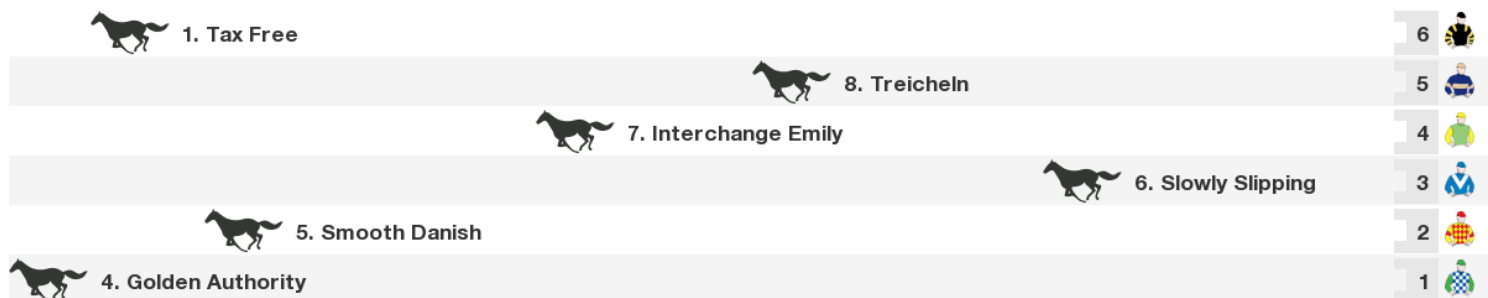 1. Tax Free 6
8. Treicheln 5
7. Interchange Emily 4
6. Slowly Slipping 3
5. Smooth Danish 2
4. Golden Authority 1